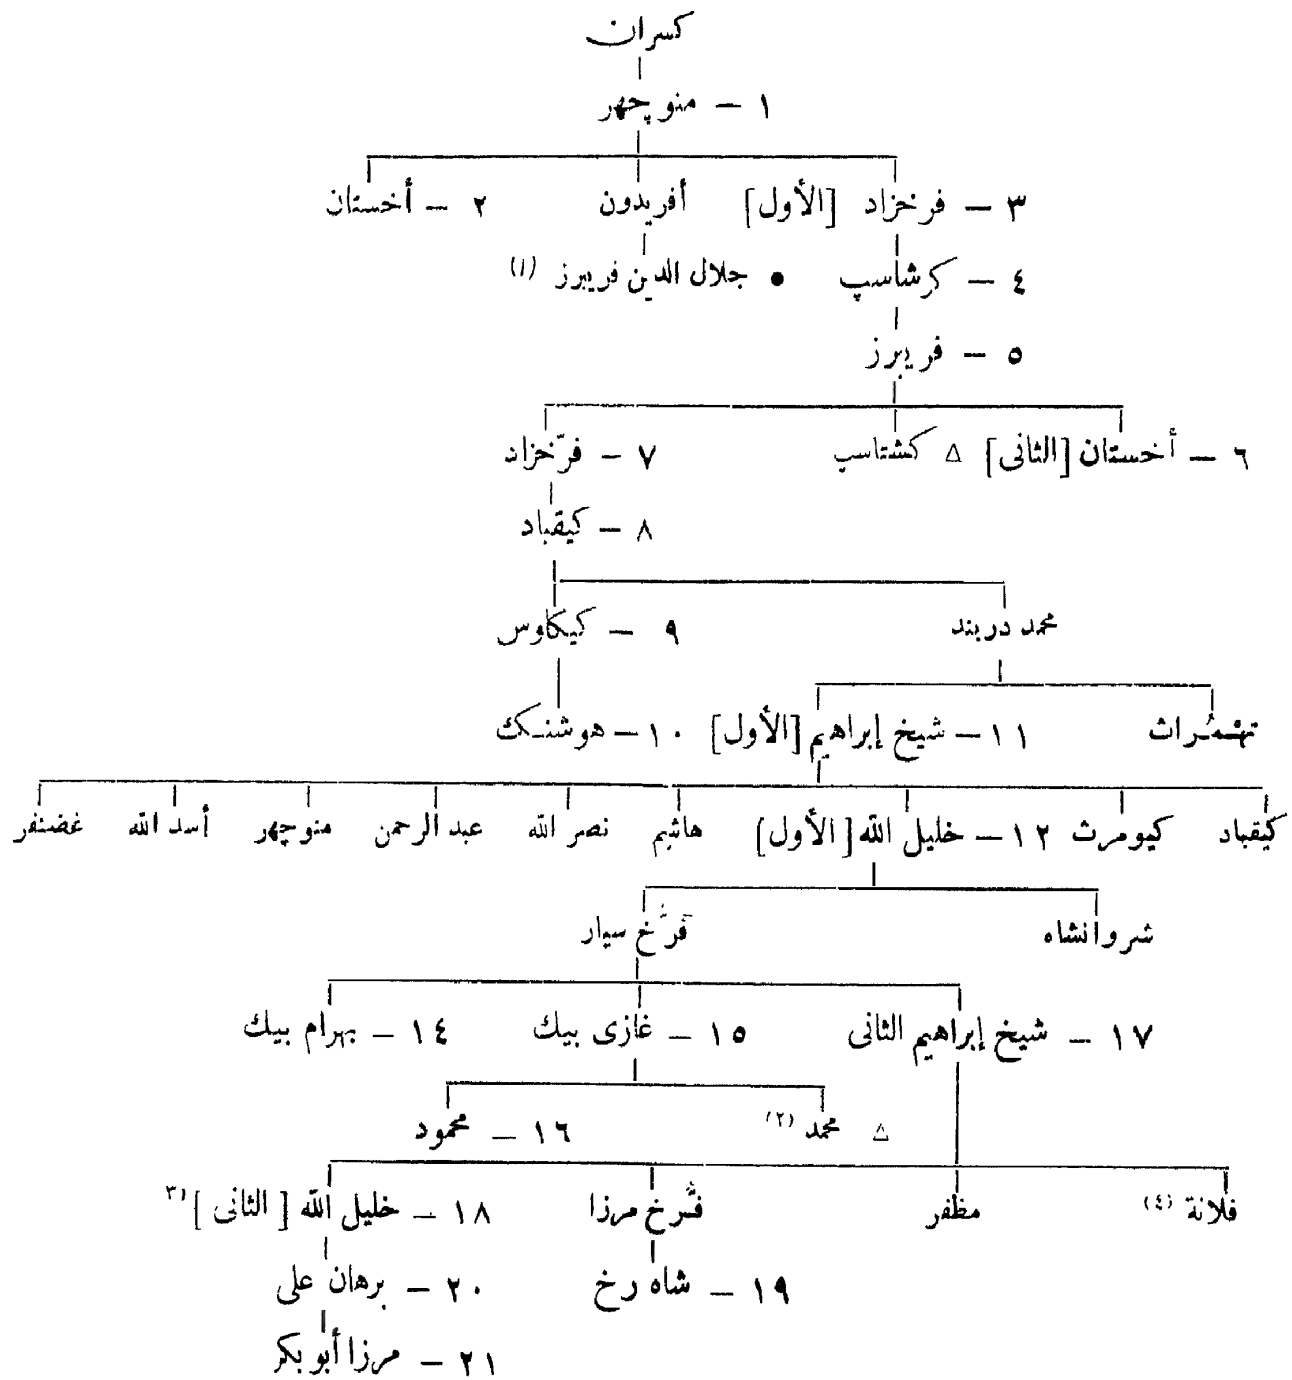 كسران
١ – منوچهر
٣ – فرخزاد [الأول] أفريدون ٢ – أخستان
٤ – كرشاسپ ● جلال الدين فريبرز (١)
٥ – فريبرز
٦ – أخستان [الثانى] △ كشتاسب ٧ – فرّخزاد
٨ – كيقباد
محمد دربند ٩ – كيكاوس
تهْمُراث ١١ – شيخ إبراهيم [الأول] ١٠ – هوشنك
كيقباد كيومرث ١٢ – خليل الله [الأول] هاشم نصر الله عبد الرحمن منوچهر أسد الله غضنفر
شروانشاه فرّخ سيار
١٧ – شيخ إبراهيم الثانى ١٥ – غازى بيك ١٤ – بهرام بيك
△ محمد (٢) ١٦ – محمود
فلانة (٤) مظفر فرّخ مرزا ١٨ – خليل الله [الثانى] (٣
١٩ – شاه رخ ٢٠ – برهان على
٢١ – مرزا أبو بكر